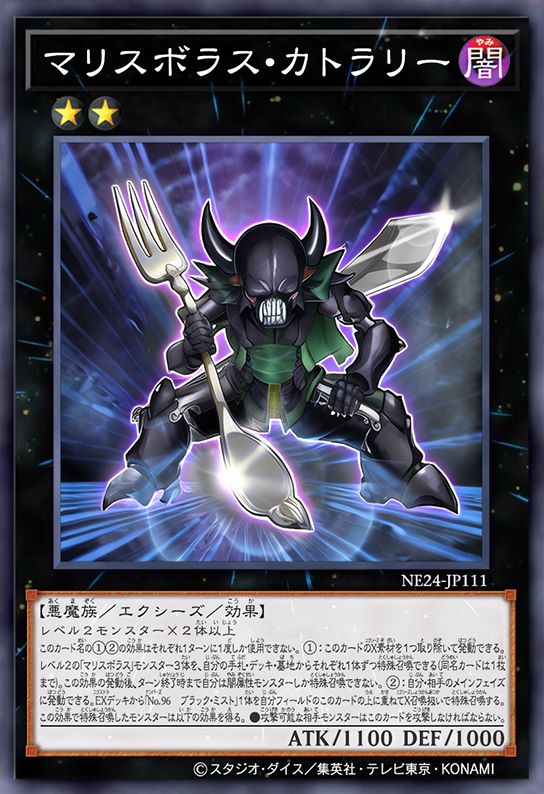 マリスボラス・カトラリー
やみ
闇
NE24-JP111
【悪魔族／エクシーズ／効果】
レベル２モンスター×２体以上
このカード名の①②の効果はそれぞれ1ターンに1度しか使用できない。①：このカードのX素材を1つ取り除いて発動できる。
レベル2の「マリスボラス」モンスター3体を、自分の手札・デッキ・墓地からそれぞれ1体ずつ特殊召喚できる(同名カードは1枚
まで)。この効果の発動後、ターン終了時まで自分は闇属性モンスターしか特殊召喚できない。②：自分・相手のメインフェイズ
に発動できる。EXデッキから「No.96 ブラック・ミスト」1体を自分フィールドのこのカードの上に重ねてX召喚扱いで特殊召喚する。
この効果で特殊召喚したモンスターは以下の効果を得る。●攻撃可能な相手モンスターはこのカードを攻撃しなければならない。
ATK/1100 DEF/1000
©スタジオ・ダイス／集英社・テレビ東京・KONAMI